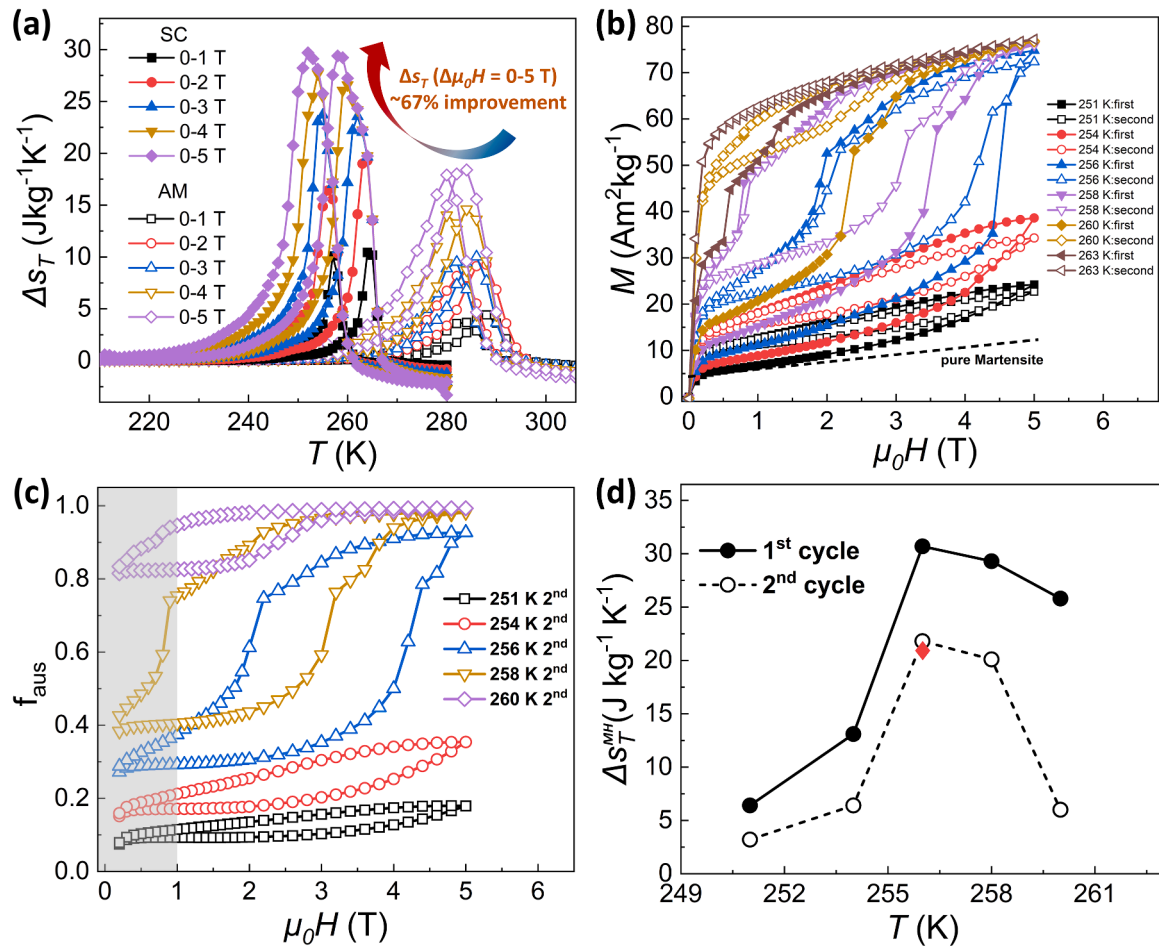 (a)
Δs_T (Jkg⁻¹K⁻¹)
30
25
20
15
10
5
0
SC
0-1 T
0-2 T
0-3 T
0-4 T
0-5 T
AM
0-1 T
0-2 T
0-3 T
0-4 T
0-5 T
Δs_T (Δμ₀H = 0-5 T)
~67% improvement
220 240 260 280 300
T (K)
(b)
M (Am²kg⁻¹)
80
70
60
50
40
30
20
10
0
251 K:first
251 K:second
254 K:first
254 K:second
256 K:first
256 K:second
258 K:first
258 K:second
260 K:first
260 K:second
263 K:first
263 K:second
pure Martensite
0 1 2 3 4 5 6
μ₀H (T)
(c)
f_aus
1.0
0.8
0.6
0.4
0.2
0.0
251 K 2ⁿᵈ
254 K 2ⁿᵈ
256 K 2ⁿᵈ
258 K 2ⁿᵈ
260 K 2ⁿᵈ
0 1 2 3 4 5 6
μ₀H (T)
(d)
Δs_T^MH (J kg⁻¹ K⁻¹)
35
30
25
20
15
10
5
0
1ˢᵗ cycle
2ⁿᵈ cycle
249 252 255 258 261
T (K)